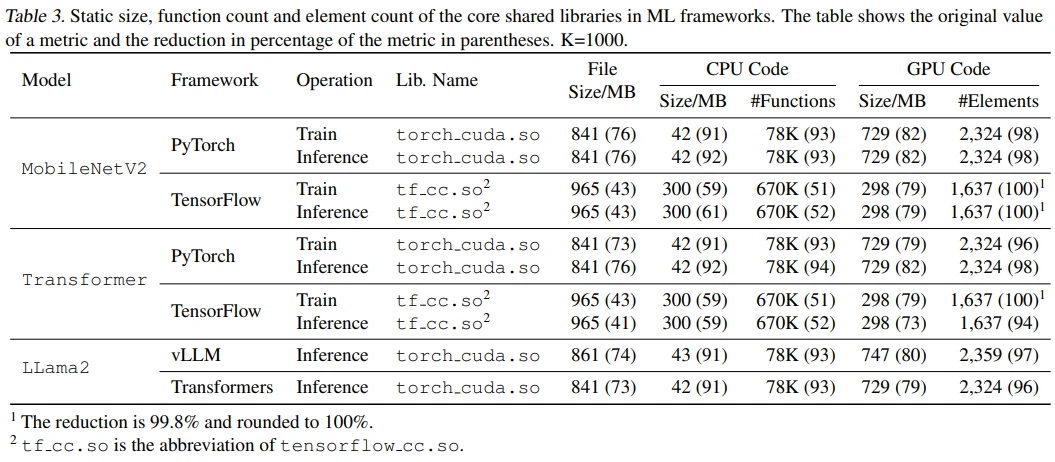 Table 3. Static size, function count and element count of the core shared libraries in ML frameworks. The table shows the original value
of a metric and the reduction in percentage of the metric in parentheses. K=1000.
Model Framework Operation Lib. Name File Size/MB CPU Code GPU Code
Size/MB #Functions Size/MB #Elements
MobileNetV2 PyTorch Train torch_cuda.so 841 (76) 42 (91) 78K (93) 729 (82) 2,324 (98)
Inference torch_cuda.so 841 (76) 42 (92) 78K (93) 729 (82) 2,324 (98)
TensorFlow Train tf_cc.so² 965 (43) 300 (59) 670K (51) 298 (79) 1,637 (100)¹
Inference tf_cc.so² 965 (43) 300 (61) 670K (52) 298 (79) 1,637 (100)¹
Transformer PyTorch Train torch_cuda.so 841 (73) 42 (91) 78K (93) 729 (79) 2,324 (96)
Inference torch_cuda.so 841 (76) 42 (92) 78K (94) 729 (82) 2,324 (98)
TensorFlow Train tf_cc.so² 965 (43) 300 (59) 670K (51) 298 (79) 1,637 (100)¹
Inference tf_cc.so² 965 (41) 300 (59) 670K (52) 298 (73) 1,637 (94)
LLama2 vLLM Inference torch_cuda.so 861 (74) 43 (91) 78K (93) 747 (80) 2,359 (97)
Transformers Inference torch_cuda.so 841 (73) 42 (91) 78K (93) 729 (79) 2,324 (96)
¹ The reduction is 99.8% and rounded to 100%.
² tf_cc.so is the abbreviation of tensorflow_cc.so.